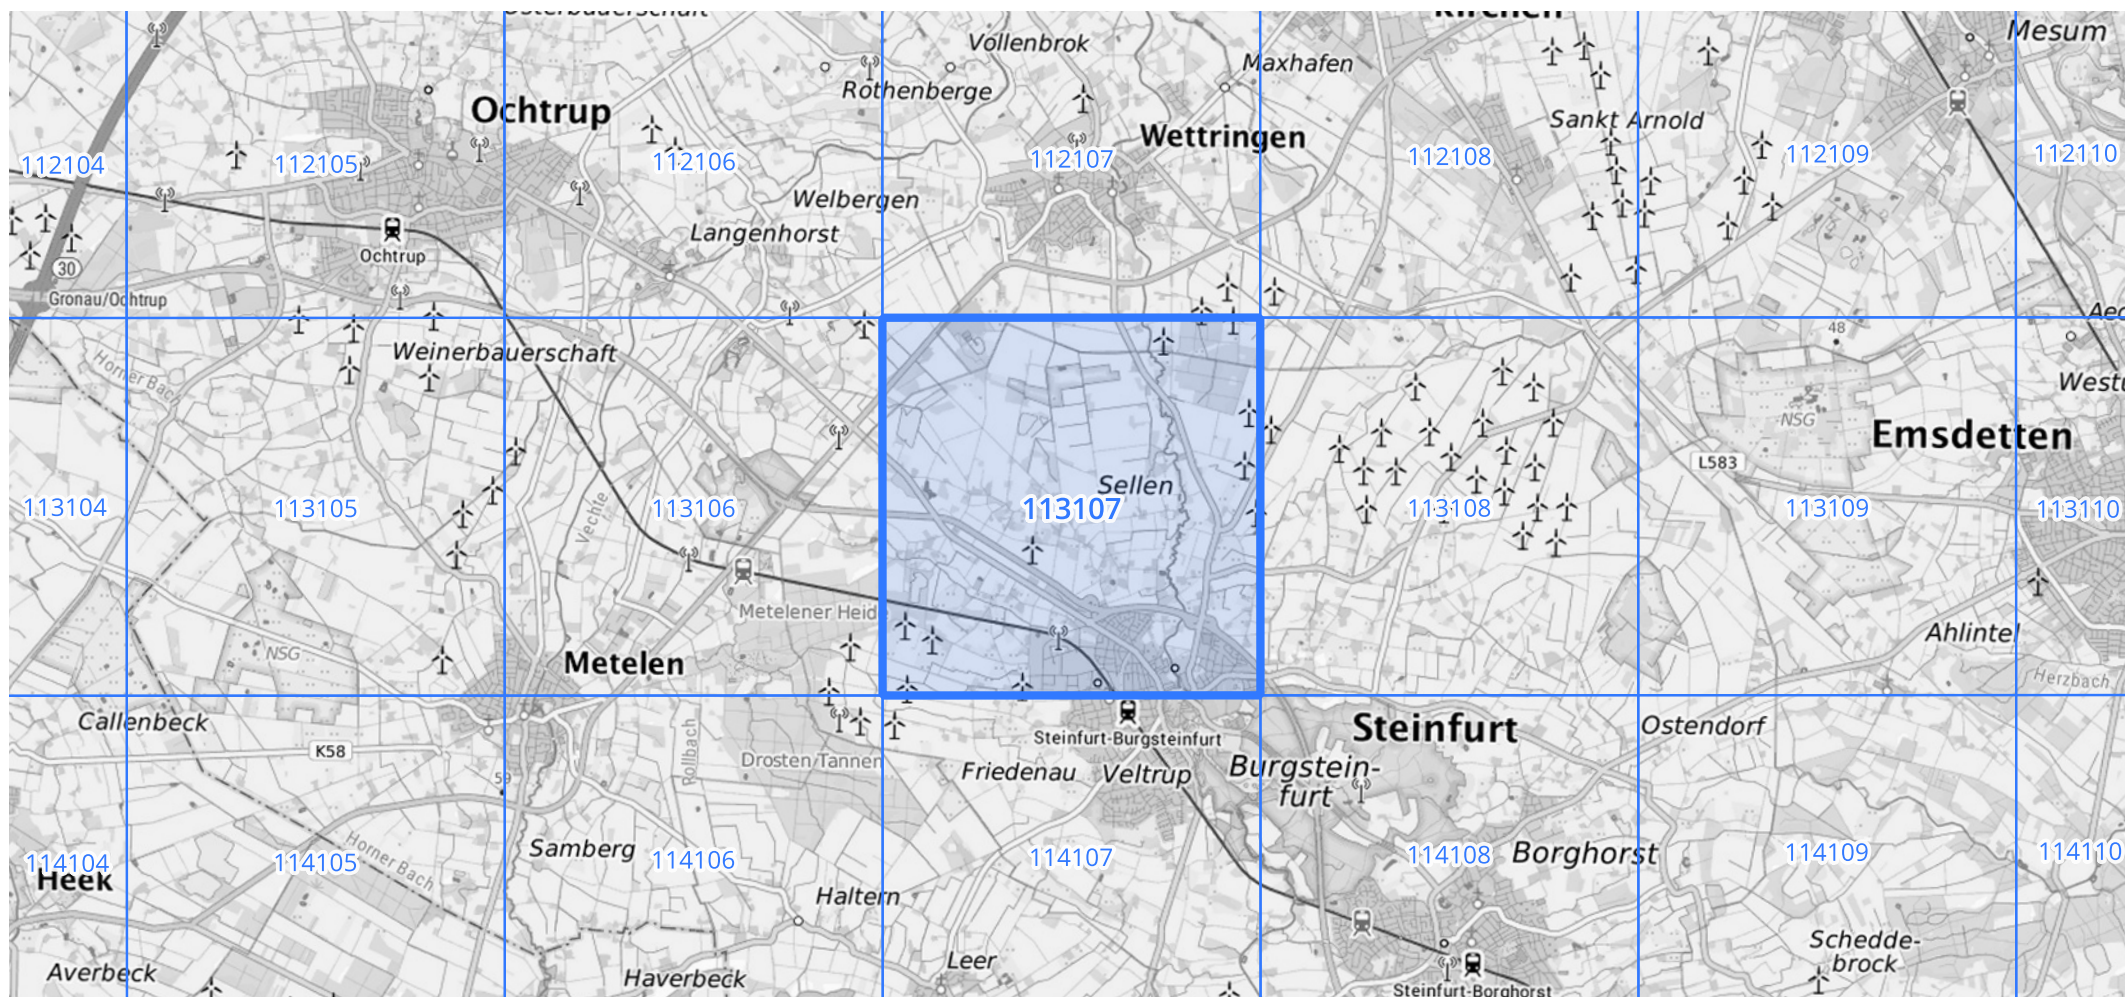 Mesum
Vollenbrok
Maxhafen
Rothenberge
Ochtrup
Sankt Arnold
Wettringen
112104
112105
112106
112107
112108
112109
112110
Welbergen
Langenhorst
Ochtrup
30
Gronau/Ochtrup
48
Weinerbauerschaft
Horner Bach
NSG
Emsdetten
L583
Sellen
113104
113105
Vechte
113106
113107
113108
113109
113110
Metelener Heid
Ahlintel
NSG
Metelen
Herzbach
Callenbeck
K58
Rollbach
Steinfurt-Burgsteinfurt
Steinfurt
Ostendorf
Drosten Tannen
Friedenau
Veltrup
Burgstein-
furt
59
Samberg
Horner Bach
114104
114105
114106
114107
114108
Borghorst
114109
114110
Heek
Haltern
Averbeck
Haverbeck
Leer
Schedde-
brock
Steinfurt-Borghorst